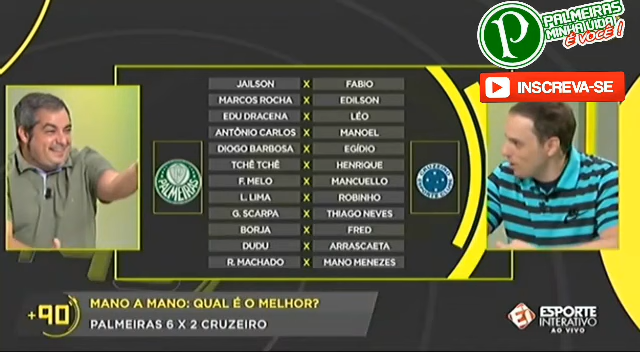 PALMEIRAS
MINHA VIDA
É VOCÊ!
P
INSCREVA-SE
JAILSON X FABIO
MARCOS ROCHA X EDILSON
EDU DRACENA X LÉO
ANTÔNIO CARLOS X MANOEL
DIOGO BARBOSA X EGÍDIO
TCHÊ TCHÊ X HENRIQUE
F. MELO X MANCUELLO
L. LIMA X ROBINHO
G. SCARPA X THIAGO NEVES
BORJA X FRED
DUDU X ARRASCAETA
R. MACHADO X MANO MENEZES
PALMEIRAS
+90
MANO A MANO: QUAL É O MELHOR?
PALMEIRAS 6 X 2 CRUZEIRO
EI ESPORTE
INTERATIVO
AO VIVO